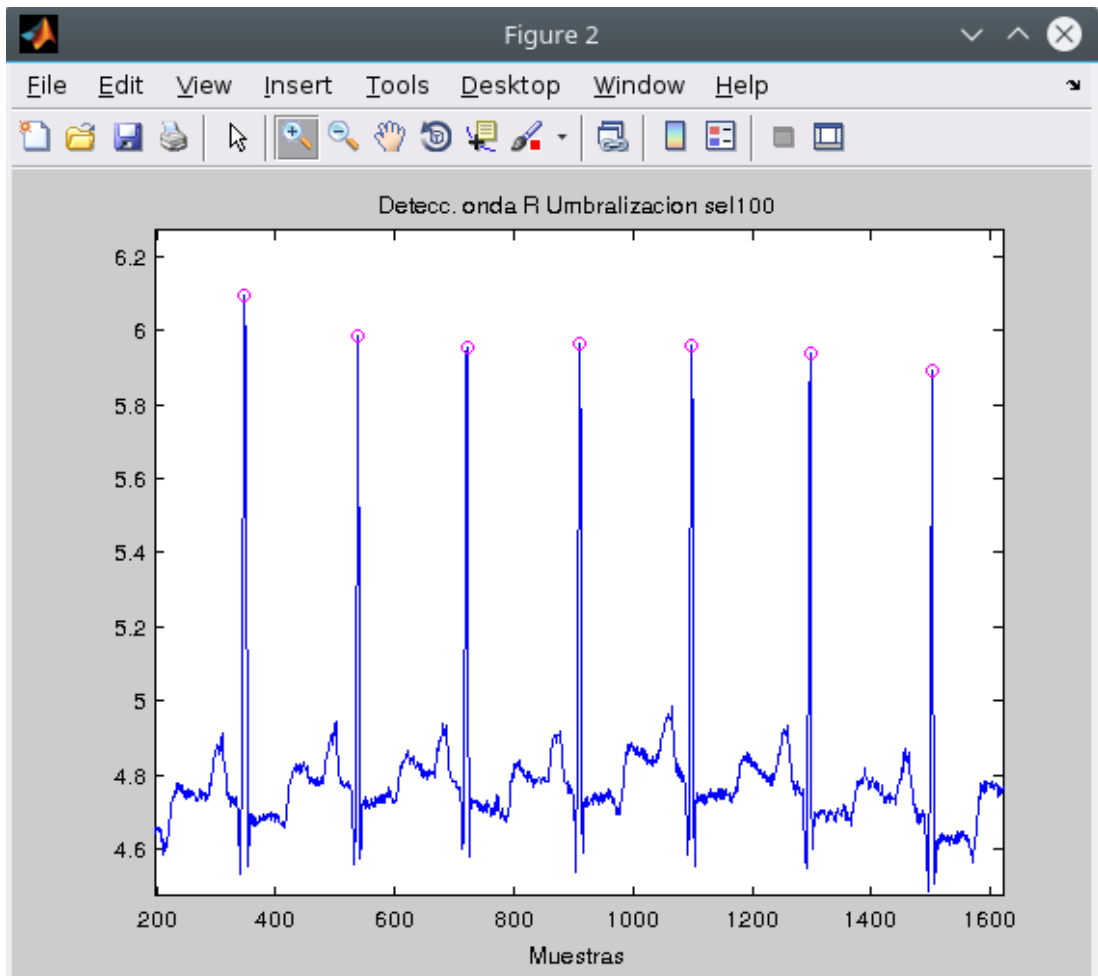 Figure 2
File Edit View Insert Tools Desktop Window Help
Detecc. onda R Umbralizacion sel100
6.2
6
5.8
5.6
5.4
5.2
5
4.8
4.6
200 400 600 800 1000 1200 1400 1600
Muestras